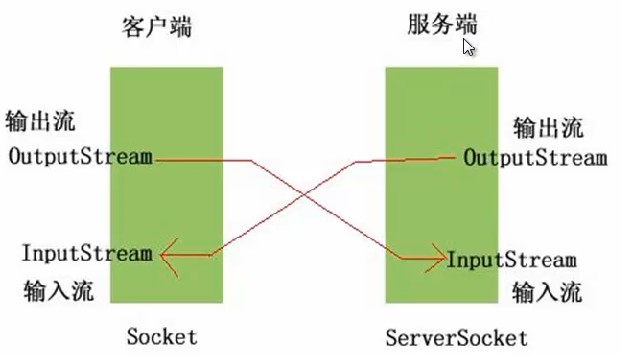 客户端
服务端
输出流
OutputStream
输出流
OutputStream
InputStream
输入流
InputStream
输入流
Socket
ServerSocket